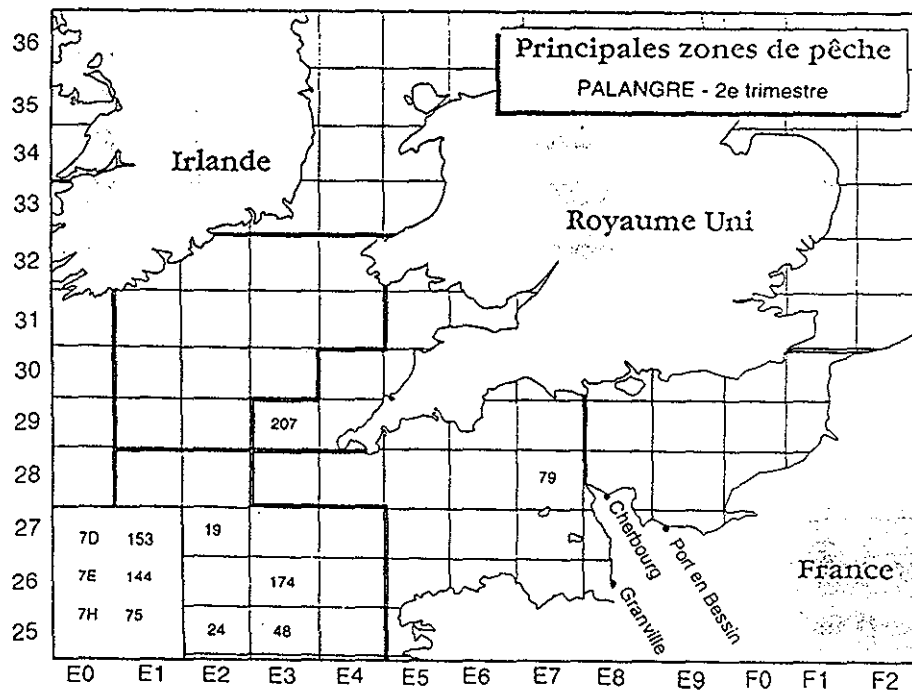 Principales zones de pêche
PALANGRE - 2e trimestre
36
35
34
33
32
31
30
29
28
27
26
25
Irlande
Royaume Uni
France
207
79
19
7D 153
7E 144
7H 75
174
24 48
Cherbourg
Port en Bessin
Granville
E0 E1 E2 E3 E4 E5 E6 E7 E8 E9 F0 F1 F2